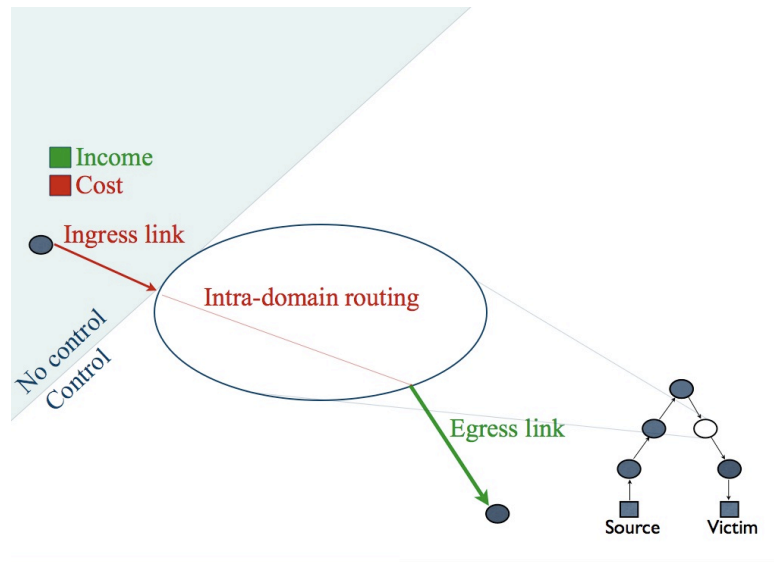 Income
Cost
Ingress link
Intra-domain routing
No control
Control
Egress link
Source
Victim